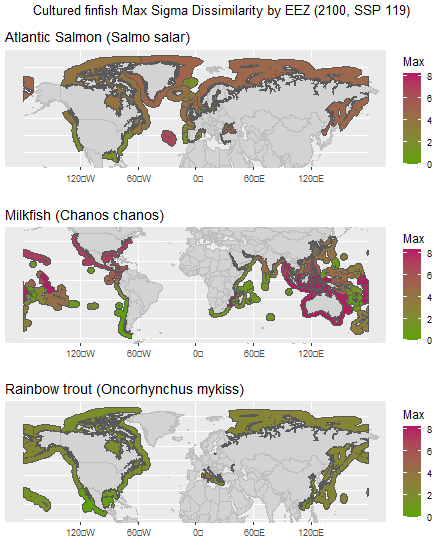 Cultured finfish Max Sigma Dissimilarity by EEZ (2100, SSP 119)
Atlantic Salmon (Salmo salar)
Max
8
6
4
2
0
120□W 60□W 0□ 60□E 120□E
Milkfish (Chanos chanos)
Max
8
6
4
2
0
120□W 60□W 0□ 60□E 120□E
Rainbow trout (Oncorhynchus mykiss)
Max
8
6
4
2
0
120□W 60□W 0□ 60□E 120□E